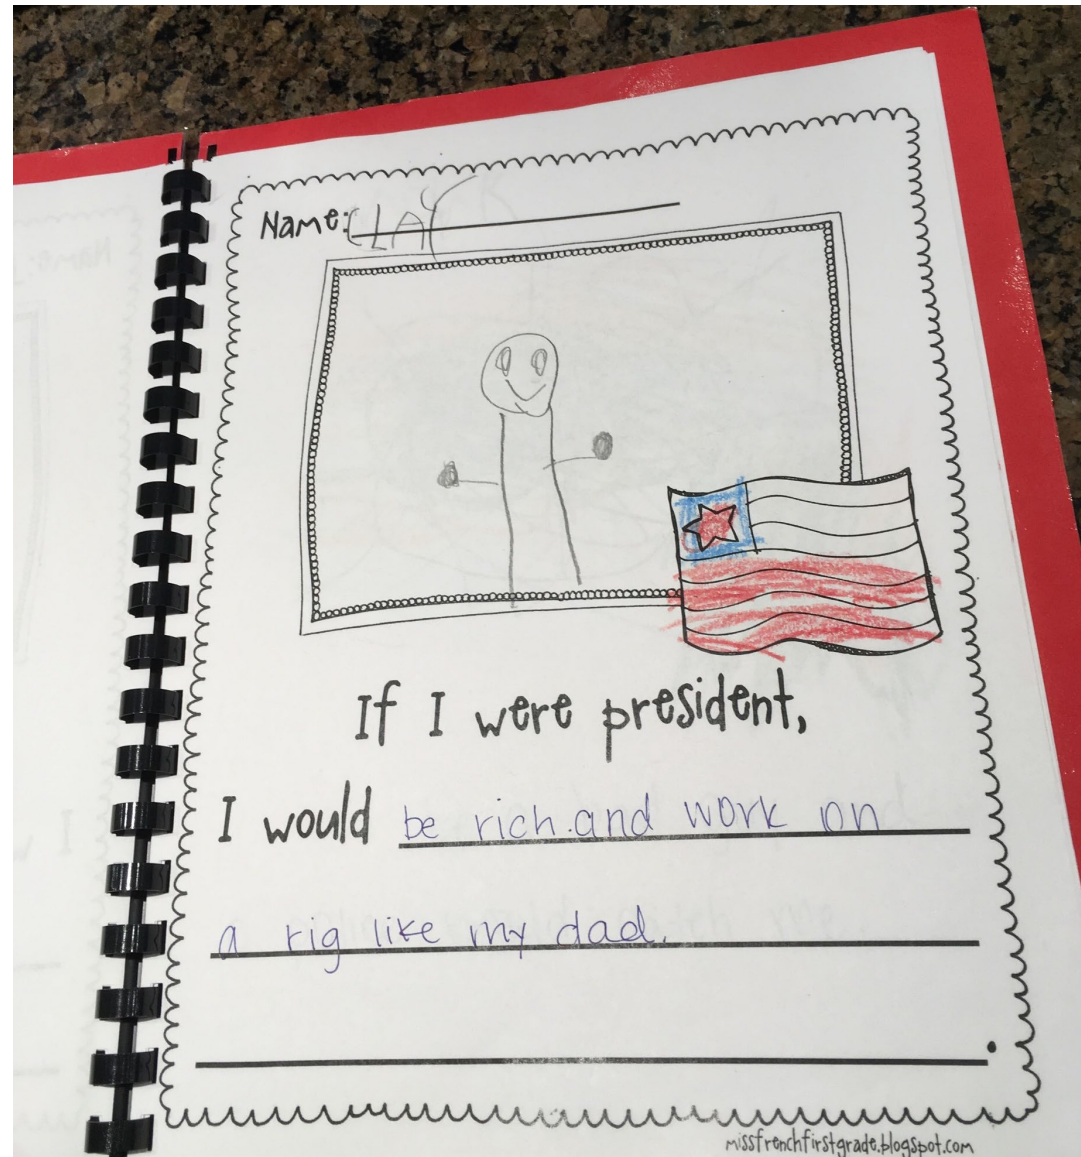 Name: CLAY
If I were president,
I would be rich.and work on
a rig like my dad.
.
missfrenchfirstgrade.blogspot.com